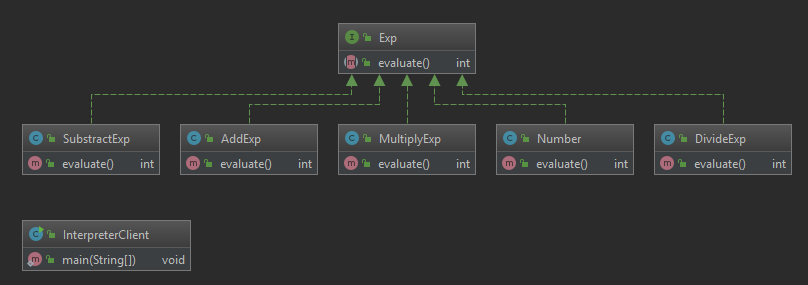 Exp
evaluate() int
SubstractExp
evaluate() int
AddExp
evaluate() int
MultiplyExp
evaluate() int
Number
evaluate() int
DivideExp
evaluate() int
InterpreterClient
main(String[]) void